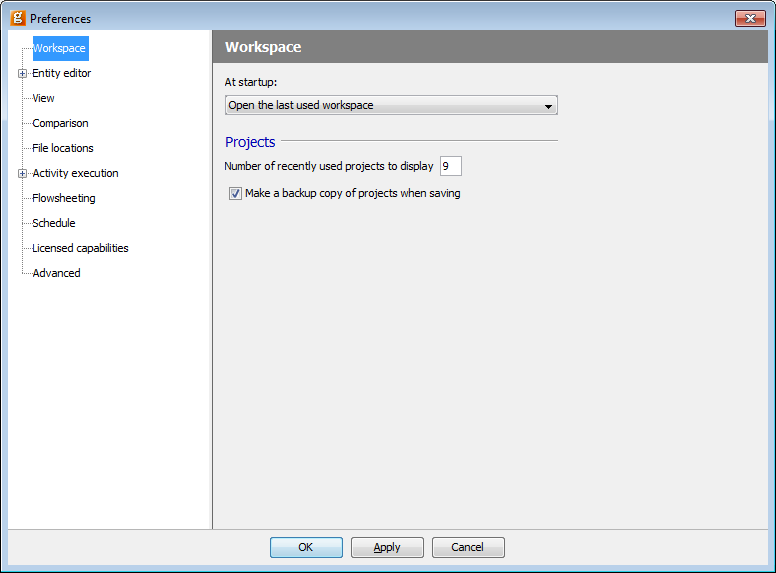 g Preferences
Workspace
Entity editor
View
Comparison
File locations
Activity execution
Flowsheeting
Schedule
Licensed capabilities
Advanced
Workspace
At startup:
Open the last used workspace
Projects
Number of recently used projects to display 9
Make a backup copy of projects when saving
OK Apply Cancel